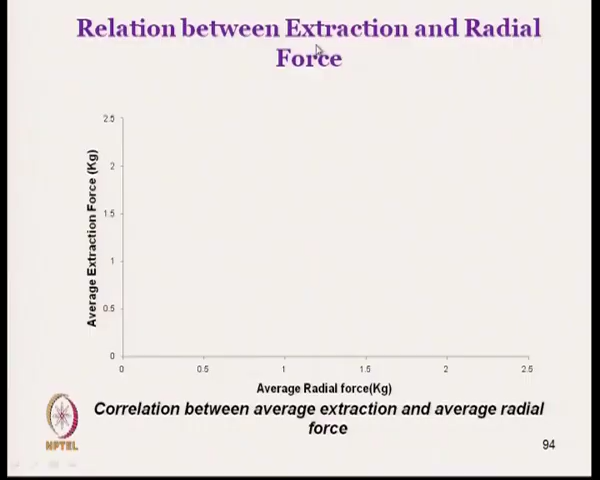 Relation between Extraction and Radial
Force
2.5
2
1.5
1
0.5
0
Average Extraction Force (Kg)
0
0.5
1
1.5
2
2.5
Average Radial force(Kg)
Correlation between average extraction and average radial
force
NPTEL
94